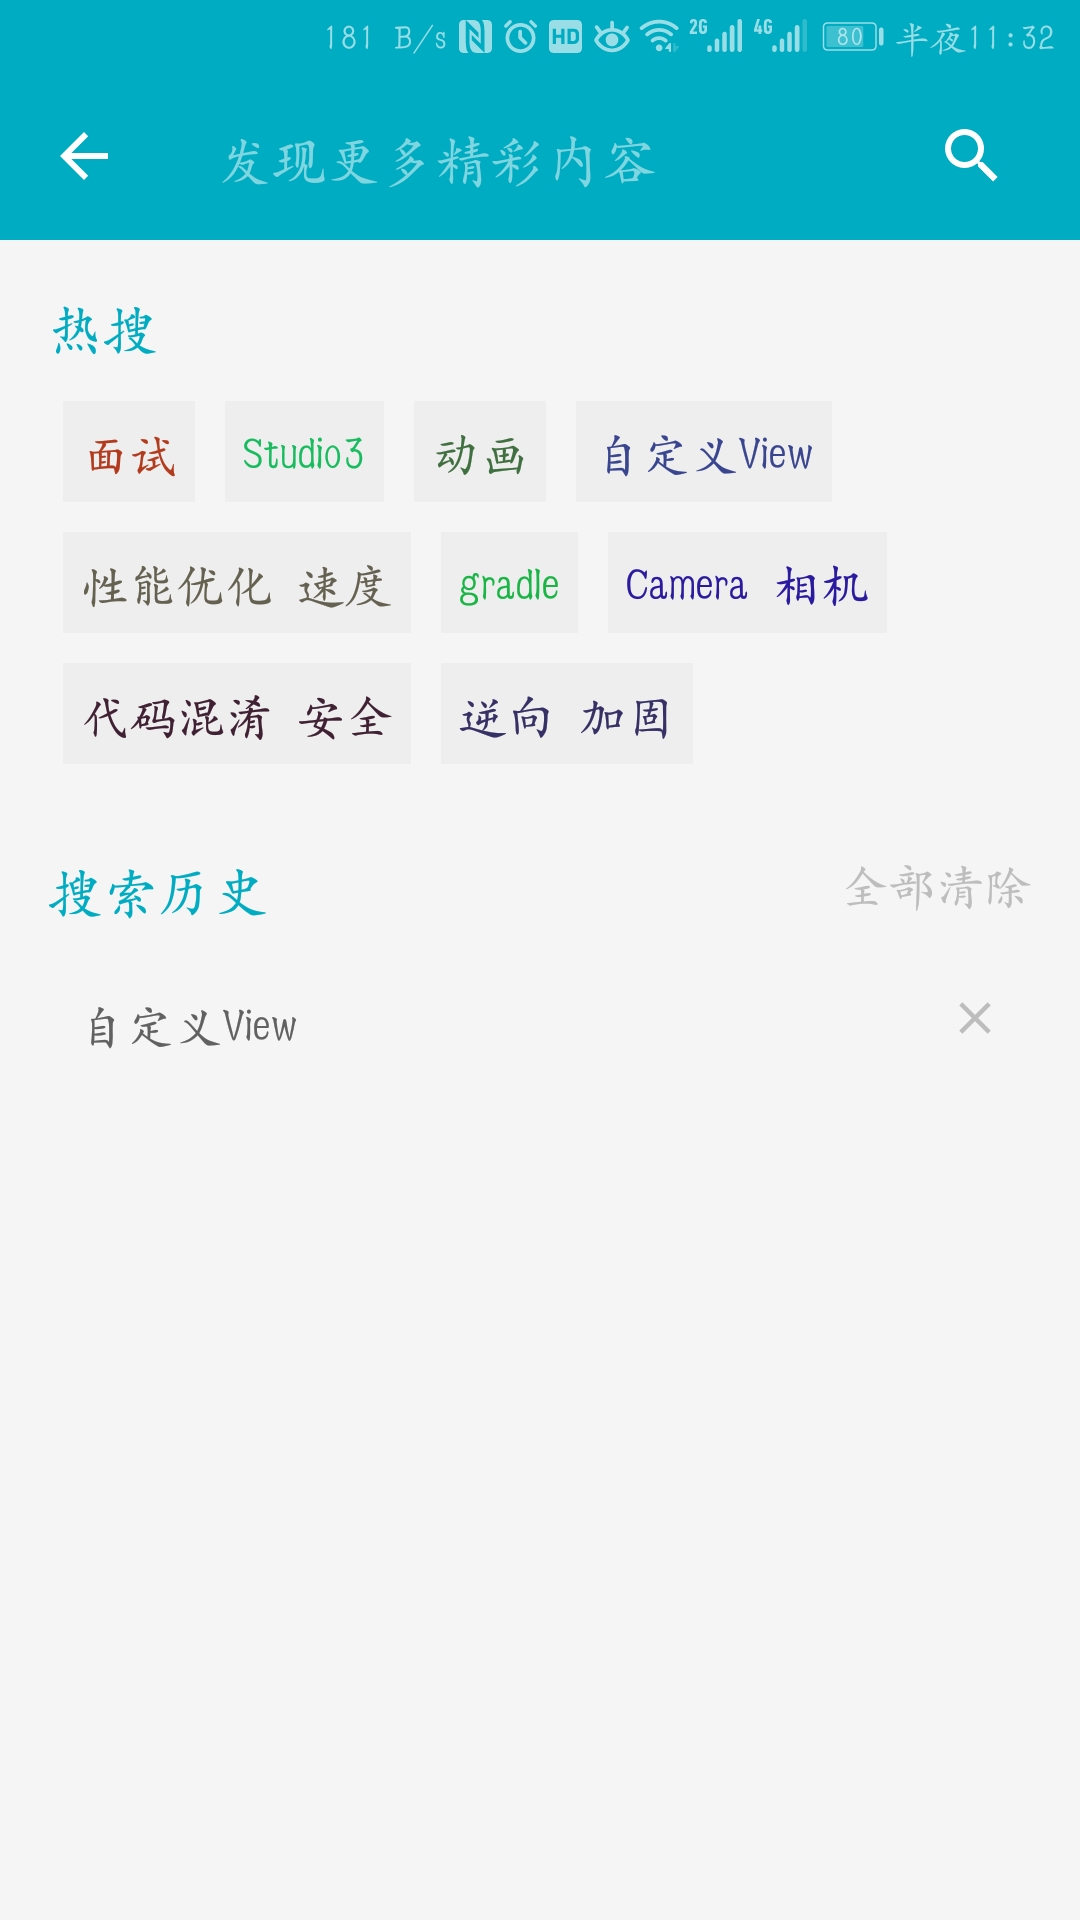 181 B/s HD 2G 4G 80 半夜11:32
发现更多精彩内容
热搜
面试 Studio3 动画 自定义View
性能优化 速度 gradle Camera 相机
代码混淆 安全 逆向 加固
搜索历史 全部清除
自定义View